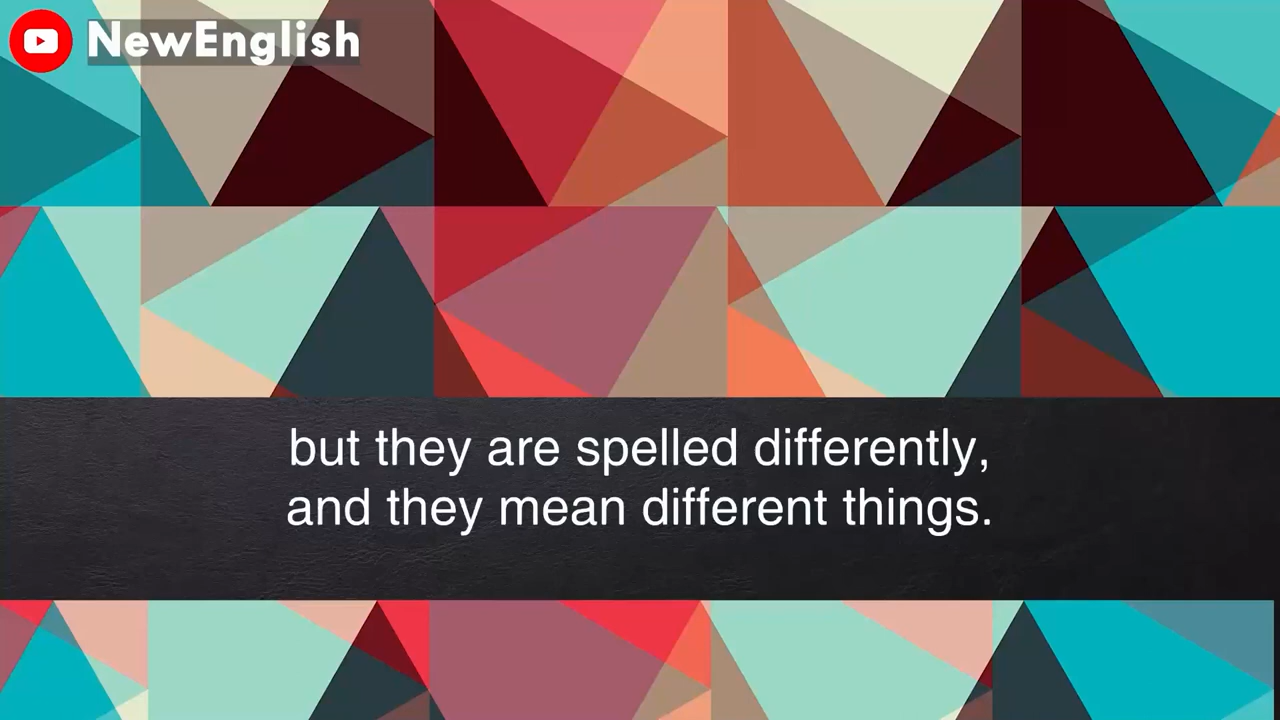 NewEnglish
but they are spelled differently,
and they mean different things.